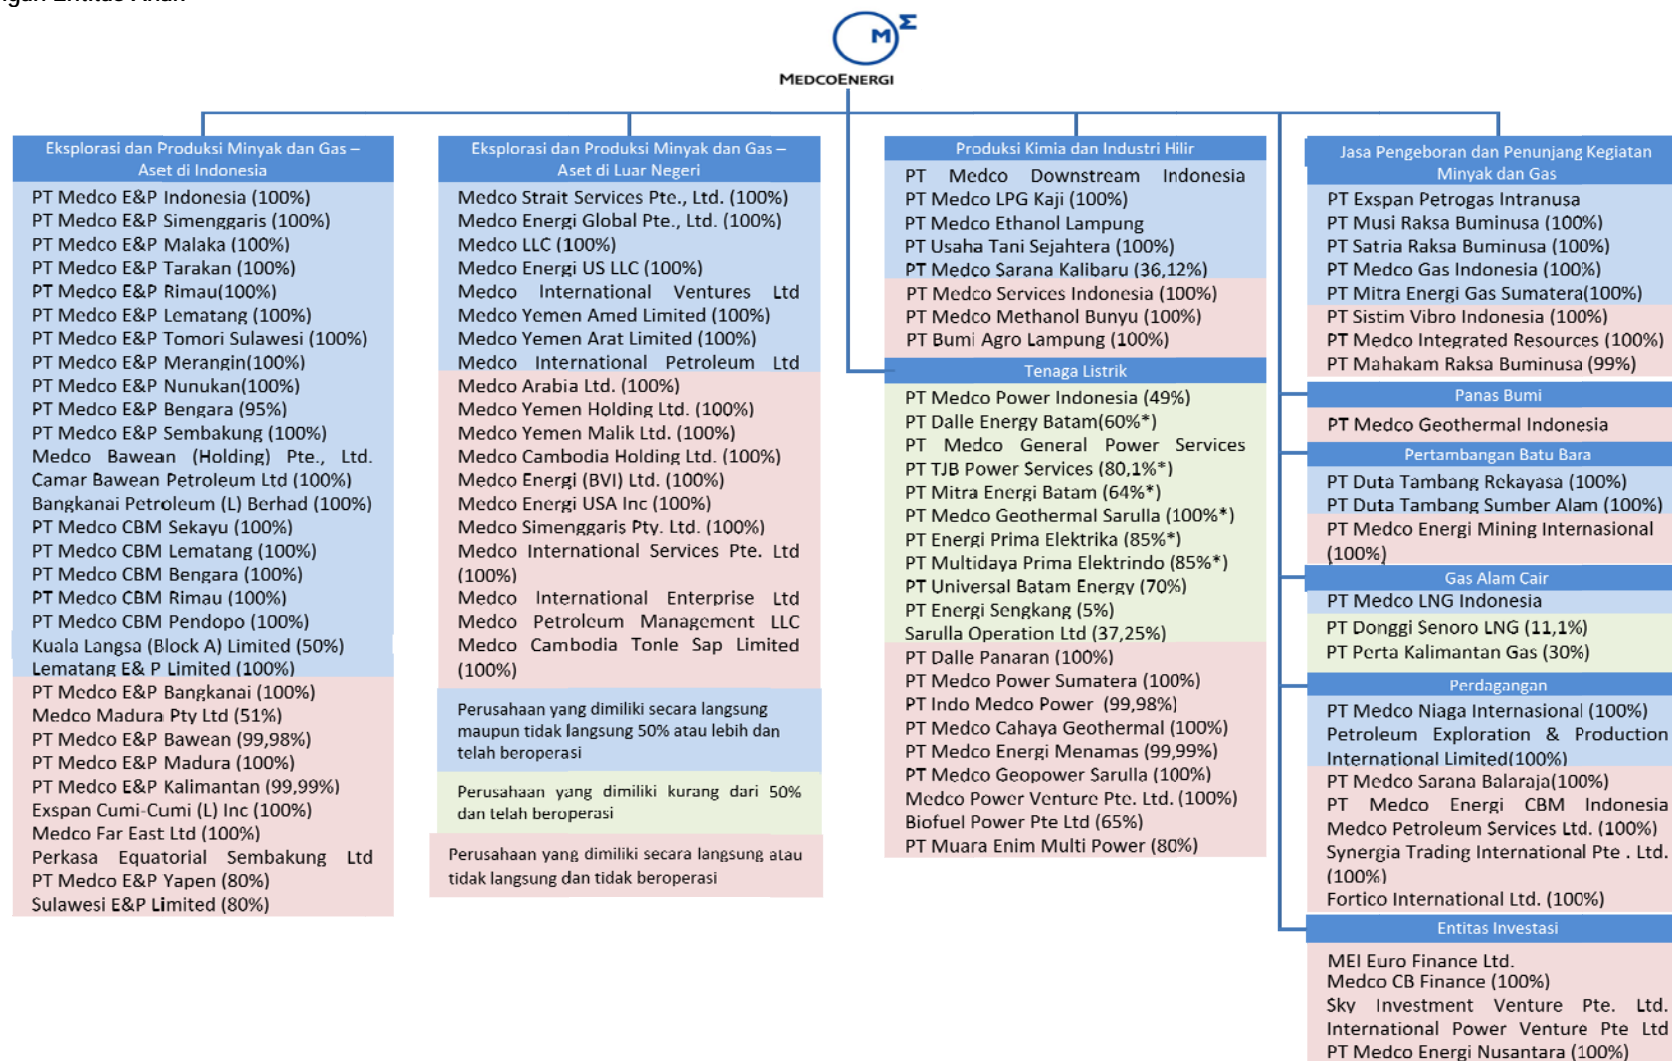 MEDCOENERGI
Eksplorasi dan Produksi Minyak dan Gas –
Aset di Indonesia
PT Medco E&P Indonesia (100%)
PT Medco E&P Simenggaris (100%)
PT Medco E&P Malaka (100%)
PT Medco E&P Tarakan (100%)
PT Medco E&P Rimau(100%)
PT Medco E&P Lematang (100%)
PT Medco E&P Tomori Sulawesi (100%)
PT Medco E&P Merangin(100%)
PT Medco E&P Nunukan(100%)
PT Medco E&P Bengara (95%)
PT Medco E&P Sembakung (100%)
Medco Bawean (Holding) Pte., Ltd.
Camar Bawean Petroleum Ltd (100%)
Bangkanai Petroleum (L) Berhad (100%)
PT Medco CBM Sekayu (100%)
PT Medco CBM Lematang (100%)
PT Medco CBM Bengara (100%)
PT Medco CBM Rimau (100%)
PT Medco CBM Pendopo (100%)
Kuala Langsa (Block A) Limited (50%)
Lematang E& P Limited (100%)
PT Medco E&P Bangkanai (100%)
Medco Madura Pty Ltd (51%)
PT Medco E&P Bawean (99,98%)
PT Medco E&P Madura (100%)
PT Medco E&P Kalimantan (99,99%)
Exspan Cumi-Cumi (L) Inc (100%)
Medco Far East Ltd (100%)
Perkasa Equatorial Sembakung Ltd
PT Medco E&P Yapen (80%)
Sulawesi E&P Limited (80%)
Eksplorasi dan Produksi Minyak dan Gas –
Aset di Luar Negeri
Medco Strait Services Pte., Ltd. (100%)
Medco Energi Global Pte., Ltd. (100%)
Medco LLC (100%)
Medco Energi US LLC (100%)
Medco International Ventures Ltd
Medco Yemen Amed Limited (100%)
Medco Yemen Arat Limited (100%)
Medco International Petroleum Ltd
Medco Arabia Ltd. (100%)
Medco Yemen Holding Ltd. (100%)
Medco Yemen Malik Ltd. (100%)
Medco Cambodia Holding Ltd. (100%)
Medco Energi (BVI) Ltd. (100%)
Medco Energi USA Inc (100%)
Medco Simenggaris Pty. Ltd. (100%)
Medco International Services Pte. Ltd
(100%)
Medco International Enterprise Ltd
Medco Petroleum Management LLC
Medco Cambodia Tonle Sap Limited
(100%)
Perusahaan yang dimiliki secara langsung
maupun tidak langsung 50% atau lebih dan
telah beroperasi
Perusahaan yang dimiliki kurang dari 50%
dan telah beroperasi
Perusahaan yang dimiliki secara langsung atau
tidak langsung dan tidak beroperasi
Produksi Kimia dan Industri Hilir
PT Medco Downstream Indonesia
PT Medco LPG Kaji (100%)
PT Medco Ethanol Lampung
PT Usaha Tani Sejahtera (100%)
PT Medco Sarana Kalibaru (36,12%)
PT Medco Services Indonesia (100%)
PT Medco Methanol Bunyu (100%)
PT Bumi Agro Lampung (100%)
Tenaga Listrik
PT Medco Power Indonesia (49%)
PT Dalle Energy Batam(60%*)
PT Medco General Power Services
PT TJB Power Services (80,1%*)
PT Mitra Energi Batam (64%*)
PT Medco Geothermal Sarulla (100%*)
PT Energi Prima Elektrika (85%*)
PT Multidaya Prima Elektrindo (85%*)
PT Universal Batam Energy (70%)
PT Energi Sengkang (5%)
Sarulla Operation Ltd (37,25%)
PT Dalle Panaran (100%)
PT Medco Power Sumatera (100%)
PT Indo Medco Power (99,98%)
PT Medco Cahaya Geothermal (100%)
PT Medco Energi Menamas (99,99%)
PT Medco Geopower Sarulla (100%)
Medco Power Venture Pte. Ltd. (100%)
Biofuel Power Pte Ltd (65%)
PT Muara Enim Multi Power (80%)
Jasa Pengeboran dan Penunjang Kegiatan
Minyak dan Gas
PT Exspan Petrogas Intranusa
PT Musi Raksa Buminusa (100%)
PT Satria Raksa Buminusa (100%)
PT Medco Gas Indonesia (100%)
PT Mitra Energi Gas Sumatera(100%)
PT Sistim Vibro Indonesia (100%)
PT Medco Integrated Resources (100%)
PT Mahakam Raksa Buminusa (99%)
Panas Bumi
PT Medco Geothermal Indonesia
Pertambangan Batu Bara
PT Duta Tambang Rekayasa (100%)
PT Duta Tambang Sumber Alam (100%)
PT Medco Energi Mining Internasional
(100%)
Gas Alam Cair
PT Medco LNG Indonesia
PT Donggi Senoro LNG (11,1%)
PT Perta Kalimantan Gas (30%)
Perdagangan
PT Medco Niaga Internasional (100%)
Petroleum Exploration & Production
International Limited(100%)
PT Medco Sarana Balaraja(100%)
PT Medco Energi CBM Indonesia
Medco Petroleum Services Ltd. (100%)
Synergia Trading International Pte . Ltd.
(100%)
Fortico International Ltd. (100%)
Entitas Investasi
MEI Euro Finance Ltd.
Medco CB Finance (100%)
Sky Investment Venture Pte. Ltd.
International Power Venture Pte Ltd
PT Medco Energi Nusantara (100%)